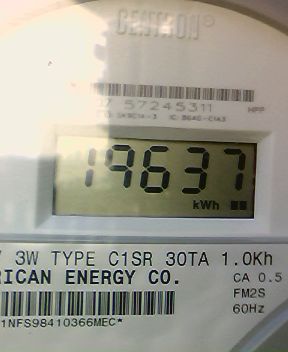 CENTRON®
57245311
19637
kWh
3W TYPE C1SR 30TA 1.0Kh
RICAN ENERGY CO.
CA 0.5
FM2S
60Hz
1NFS98410366MEC*